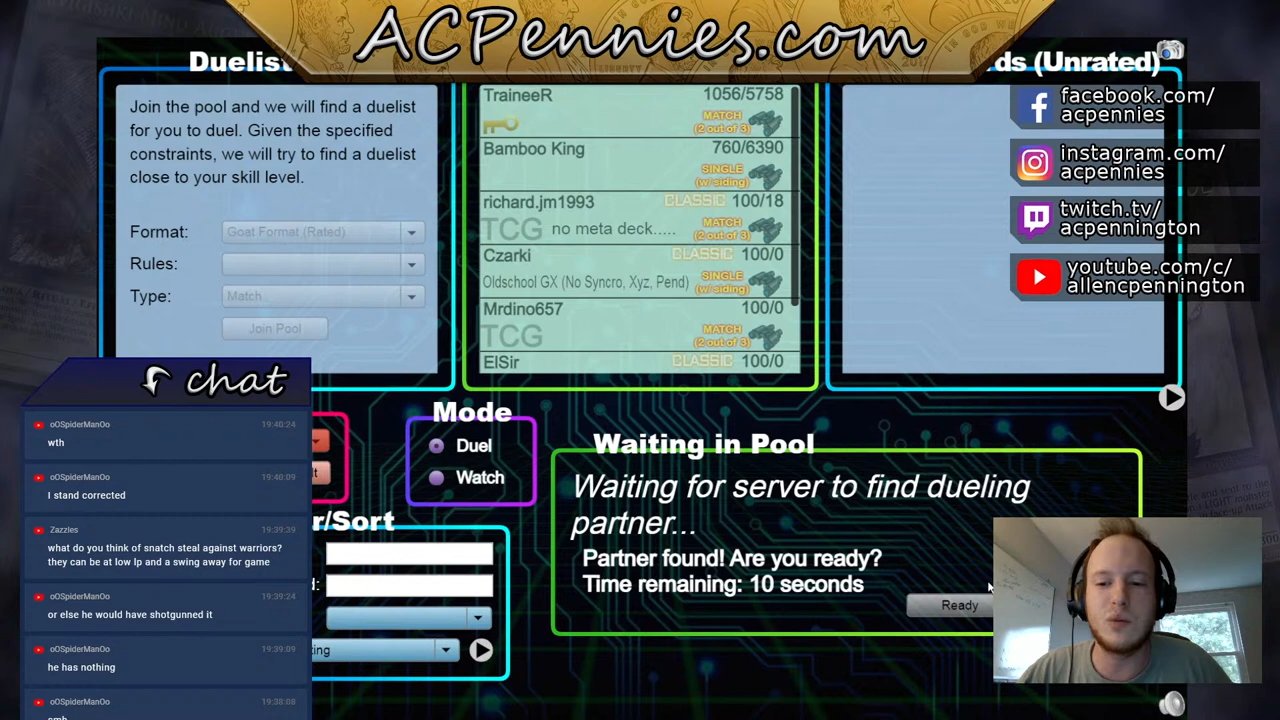 ACPennies.com
Duelist
ds (Unrated)
Join the pool and we will find a duelist
for you to duel. Given the specified
constraints, we will try to find a duelist
close to your skill level.
Format: Goat Format (Rated)
Rules:
Type: Match
Join Pool
TraineeR 1056/5758
MATCH
(2 out of 3)
Bamboo King 760/6390
SINGLE
(w/ siding)
richard.jm1993 CLASSIC 100/18
TCG no meta deck..... MATCH
(2 out of 3)
Czarki CLASSIC 100/0
Oldschool GX (No Syncro, Xyz, Pend) SINGLE
(w/ siding)
Mrdino657 100/0
TCG MATCH
(2 out of 3)
ElSir CLASSIC 100/0
facebook.com/
acpennies
instagram.com/
acpennies
twitch.tv/
acpennington
youtube.com/c/
allencpennington
chat
oOSpiderManOo 19:40:24
wth
oOSpiderManOo 19:40:09
I stand corrected
Zazzles 19:39:39
what do you think of snatch steal against warriors?
they can be at low lp and a swing away for game
oOSpiderManOo 19:39:24
or else he would have shotgunned it
oOSpiderManOo 19:39:09
he has nothing
oOSpiderManOo 19:38:08
smh
Mode
Duel
Watch
r/Sort
d:
ting
Waiting in Pool
Waiting for server to find dueling
partner...
Partner found! Are you ready?
Time remaining: 10 seconds
Ready